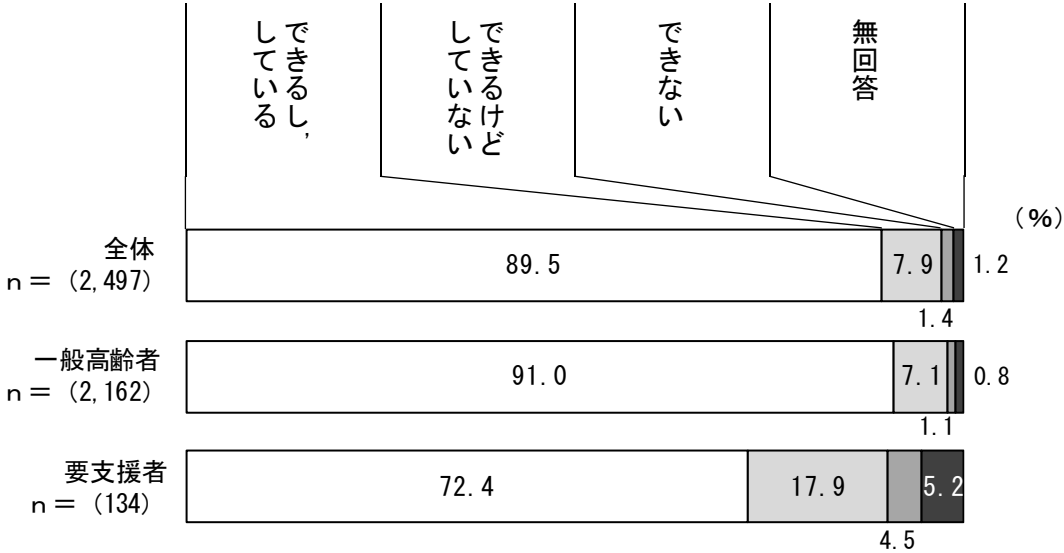 できるし，
している
できるけど
していない
できない
無回答
（％）
全体
ｎ＝（2,497）
89.5
7.9
1.2
1.4
一般高齢者
ｎ＝（2,162）
91.0
7.1
0.8
1.1
要支援者
ｎ＝（134）
72.4
17.9
5.2
4.5